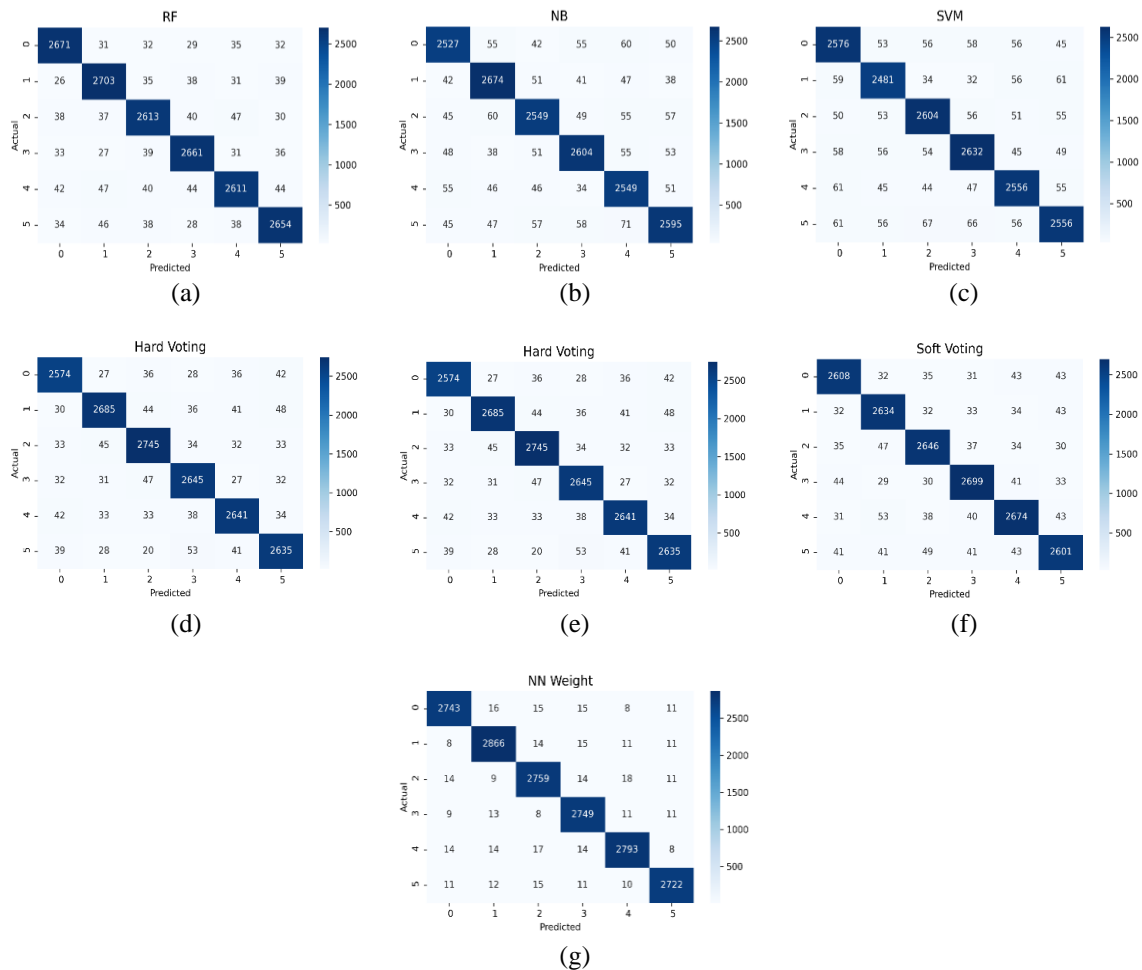 RF
0 2671 31 32 29 35 32
1 26 2703 35 38 31 39
2 38 37 2613 40 47 30
3 33 27 39 2661 31 36
4 42 47 40 44 2611 44
5 34 46 38 28 38 2654
0 1 2 3 4 5
Actual
Predicted
2500
2000
1500
1000
500
(a)
NB
0 2527 55 42 55 60 50
1 42 2674 51 41 47 38
2 45 60 2549 49 55 57
3 48 38 51 2604 55 53
4 55 46 46 34 2549 51
5 45 47 57 58 71 2595
0 1 2 3 4 5
Actual
Predicted
2500
2000
1500
1000
500
(b)
SVM
0 2576 53 56 58 56 45
1 59 2481 34 32 56 61
2 50 53 2604 56 51 55
3 58 56 54 2632 45 49
4 61 45 44 47 2556 55
5 61 56 67 66 56 2556
0 1 2 3 4 5
Actual
Predicted
2500
2000
1500
1000
500
(c)
Hard Voting
0 2574 27 36 28 36 42
1 30 2685 44 36 41 48
2 33 45 2745 34 32 33
3 32 31 47 2645 27 32
4 42 33 33 38 2641 34
5 39 28 20 53 41 2635
0 1 2 3 4 5
Actual
Predicted
2500
2000
1500
1000
500
(d)
Hard Voting
0 2574 27 36 28 36 42
1 30 2685 44 36 41 48
2 33 45 2745 34 32 33
3 32 31 47 2645 27 32
4 42 33 33 38 2641 34
5 39 28 20 53 41 2635
0 1 2 3 4 5
Actual
Predicted
2500
2000
1500
1000
500
(e)
Soft Voting
0 2608 32 35 31 43 43
1 32 2634 32 33 34 43
2 35 47 2646 37 34 30
3 44 29 30 2699 41 33
4 31 53 38 40 2674 43
5 41 41 49 41 43 2601
0 1 2 3 4 5
Actual
Predicted
2500
2000
1500
1000
500
(f)
NN Weight
0 2743 16 15 15 8 11
1 8 2866 14 15 11 11
2 14 9 2759 14 18 11
3 9 13 8 2749 11 11
4 14 14 17 14 2793 8
5 11 12 15 11 10 2722
0 1 2 3 4 5
Actual
Predicted
2500
2000
1500
1000
500
(g)